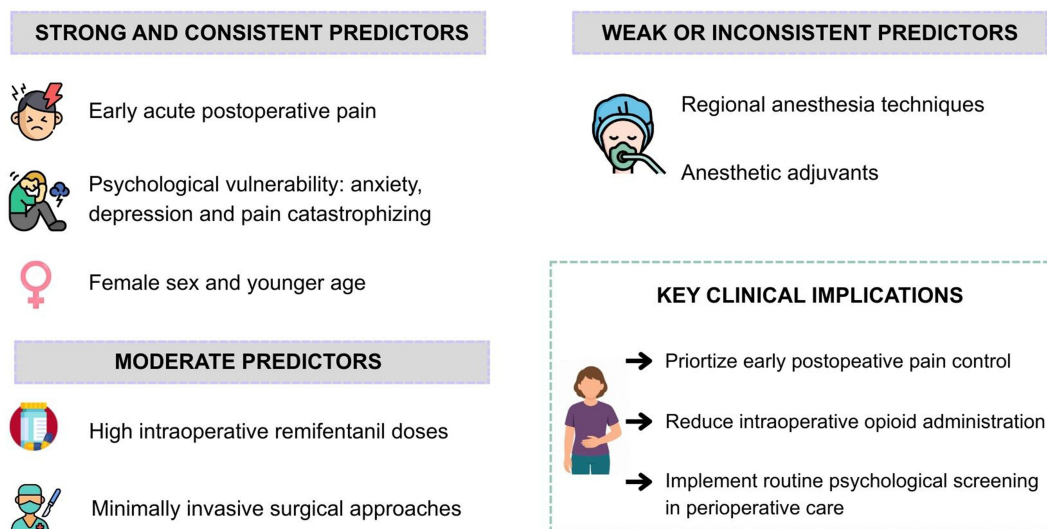 STRONG AND CONSISTENT PREDICTORS
Early acute postoperative pain
Psychological vulnerability: anxiety,
depression and pain catastrophizing
Female sex and younger age
MODERATE PREDICTORS
High intraoperative remifentanil doses
Minimally invasive surgical approaches
WEAK OR INCONSISTENT PREDICTORS
Regional anesthesia techniques
Anesthetic adjuvants
KEY CLINICAL IMPLICATIONS
Priortize early postopeative pain control
Reduce intraoperative opioid administration
Implement routine psychological screening
in perioperative care